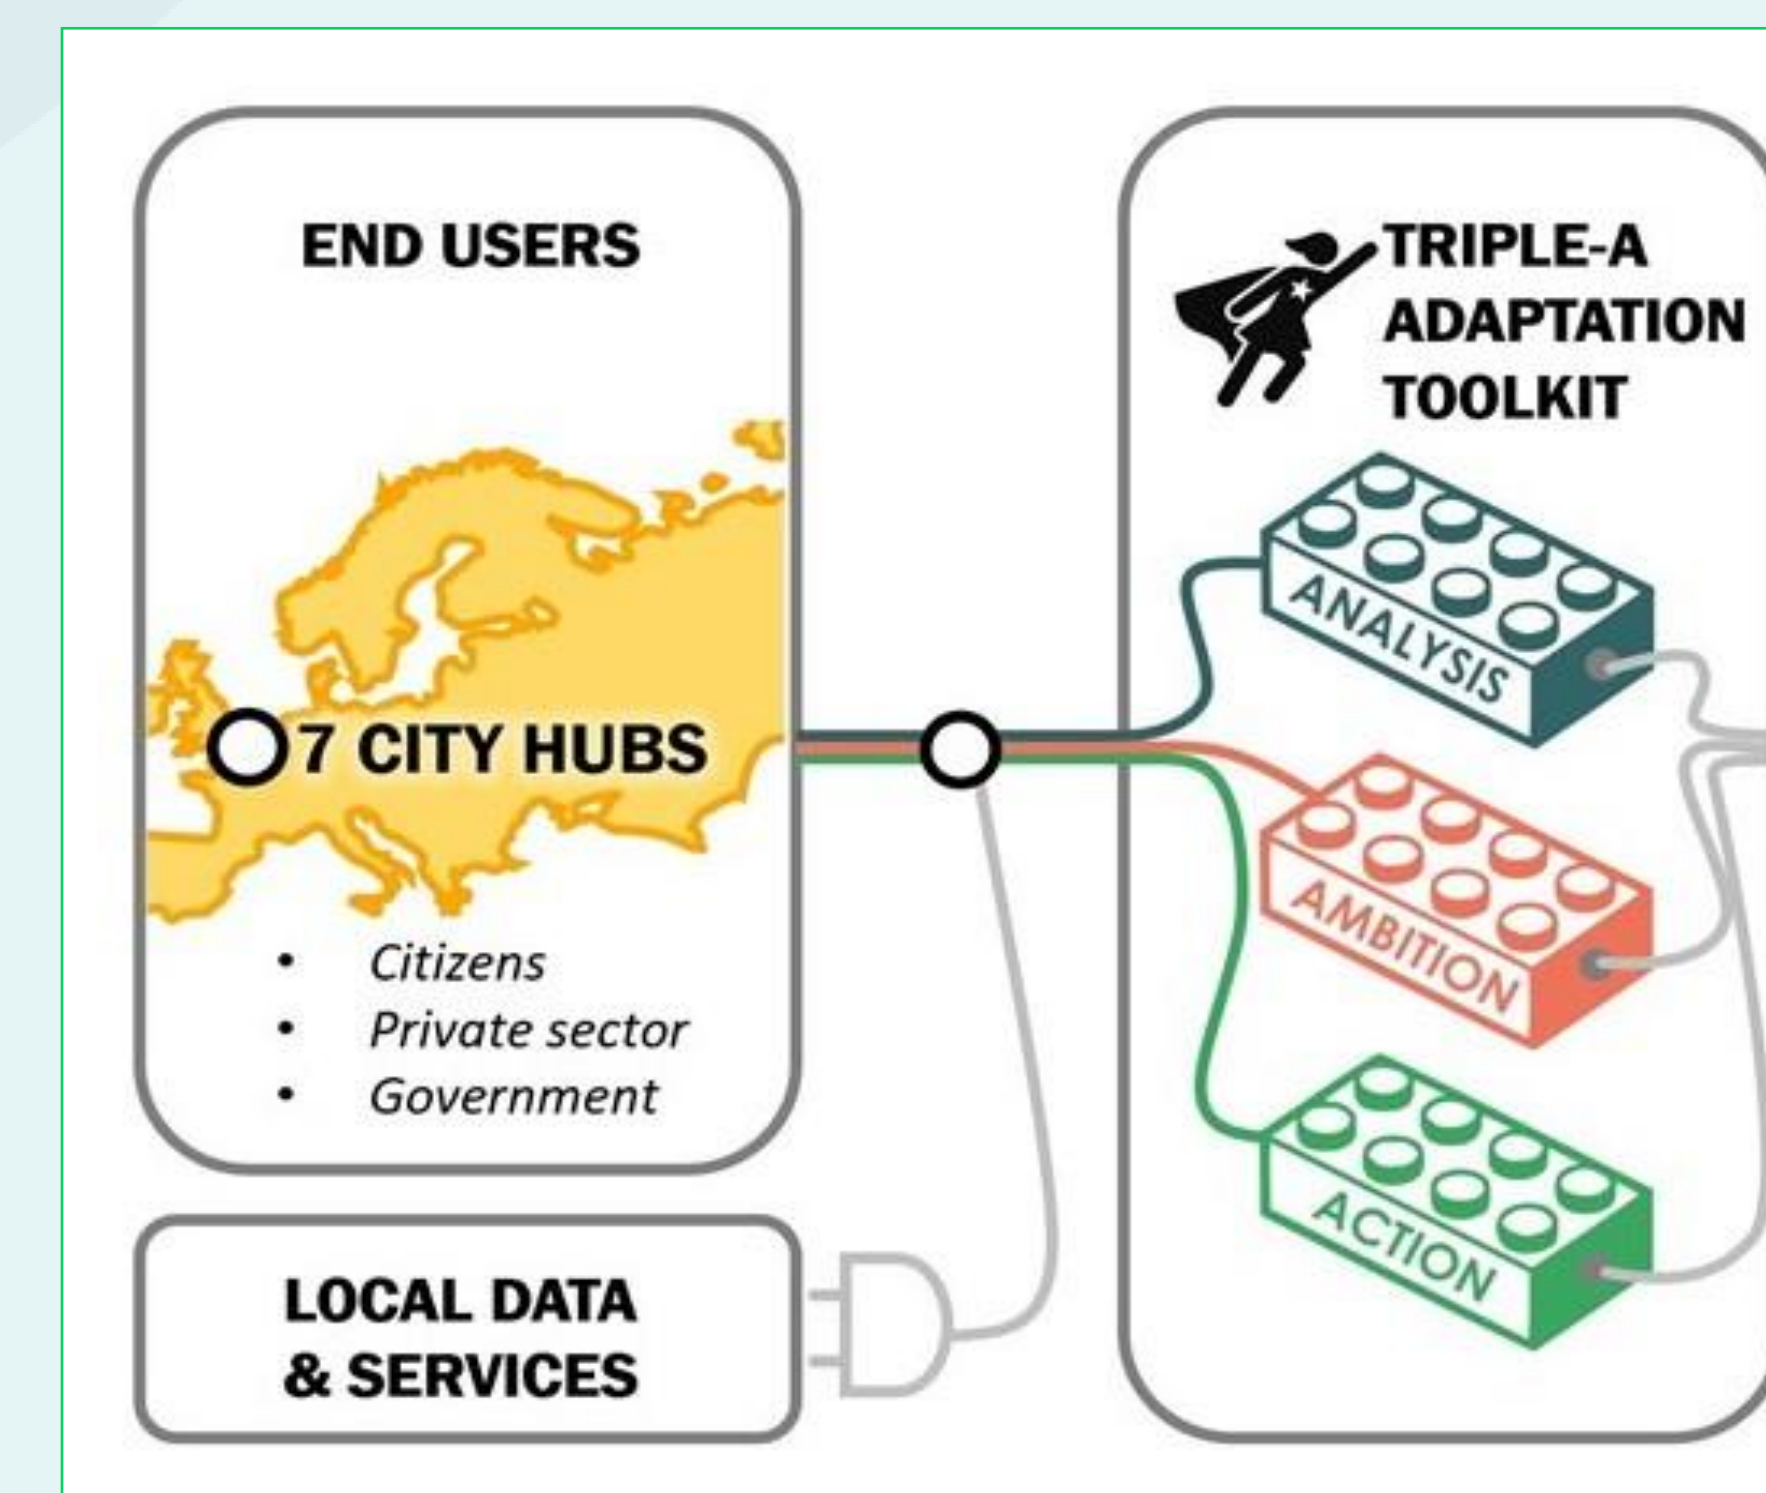 END USERS
7 CITY HUBS
• Citizens
• Private sector
• Government
LOCAL DATA
& SERVICES
TRIPLE-A
ADAPTATION
TOOLKIT
ANALYSIS
AMBITION
ACTION